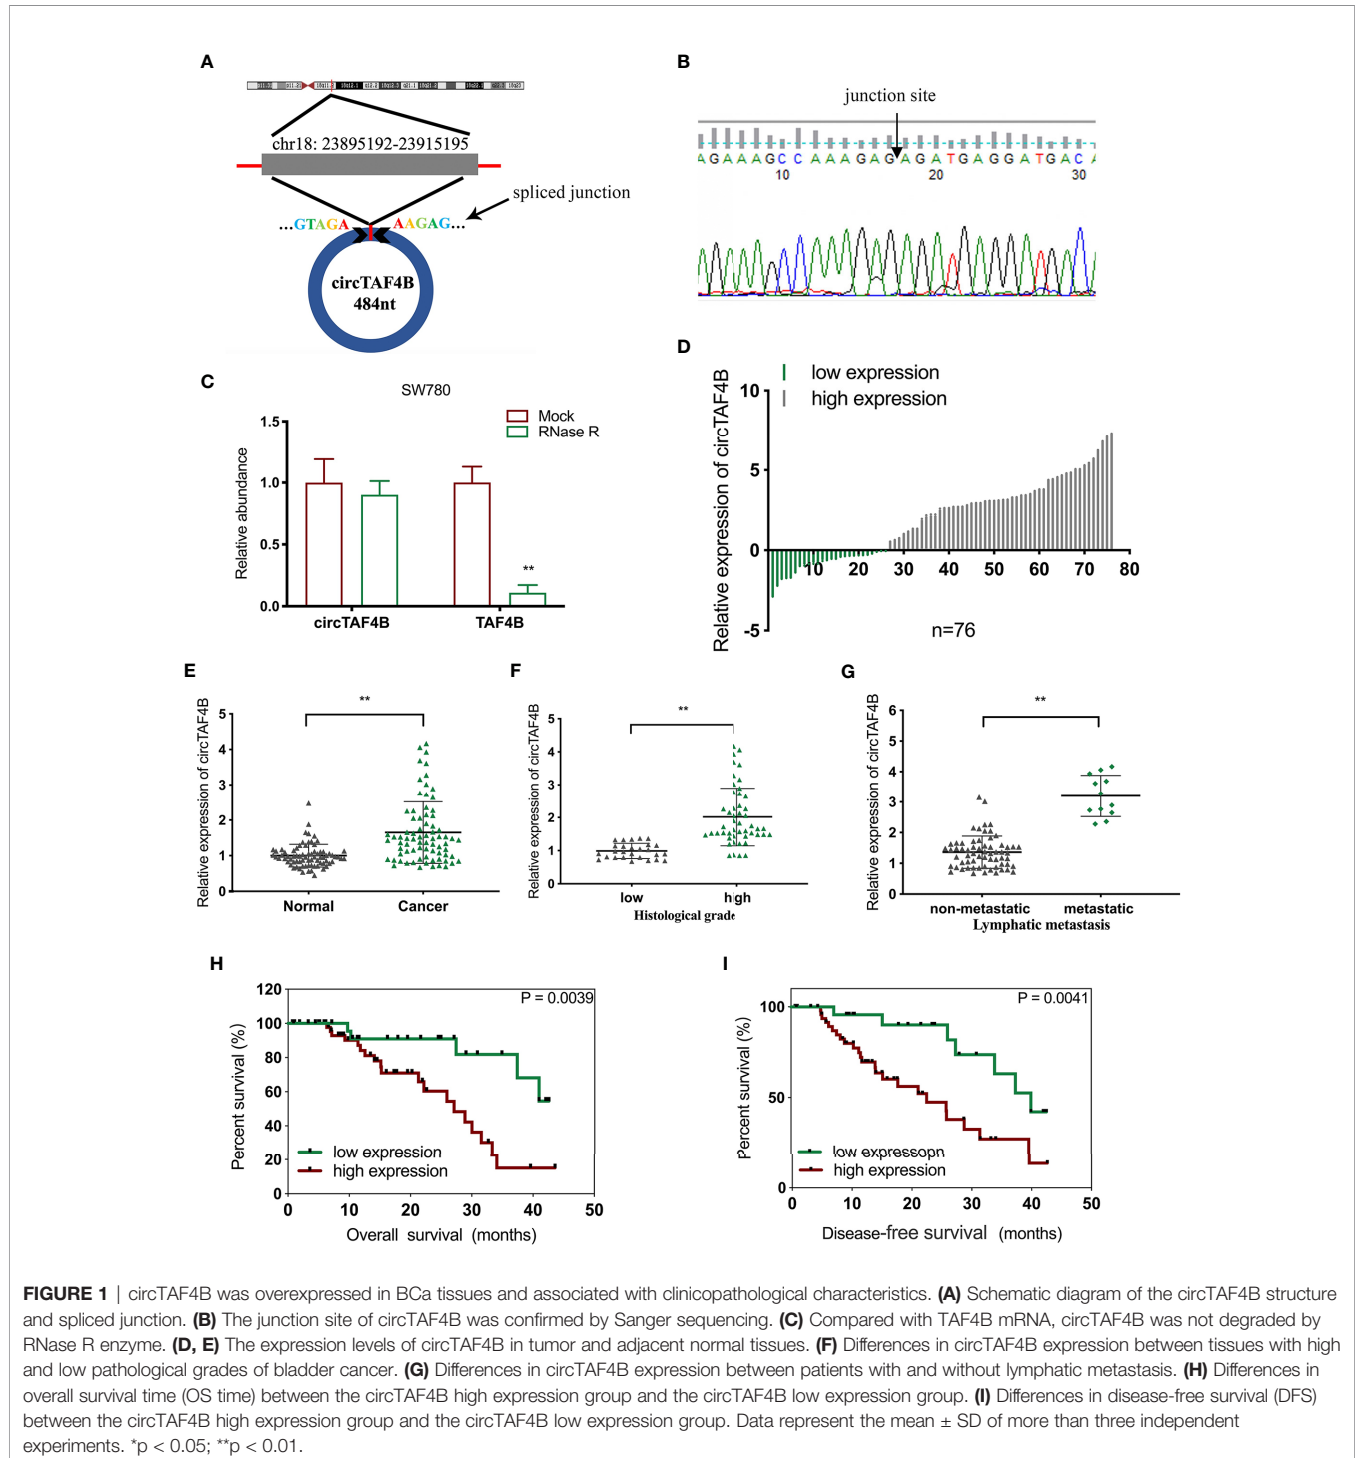 A
chr18: 23895192-23915195
spliced junction
...GTAGA AAGAG...
circTAF4B
484nt
B
junction site
AGAAAGCCAAAGAGAGATGAGGATGACA
10 20 30
C
SW780
Mock
RNase R
Relative abundance
1.5
1.0
0.5
0.0
**
circTAF4B TAF4B
D
low expression
high expression
Relative expression of circTAF4B
10
5
0
-5
10 20 30 40 50 60 70 80
n=76
E
Relative expression of circTAF4B
**
5
4
3
2
1
0
Normal Cancer
F
Relative expression of circTAF4B
**
5
4
3
2
1
0
low high
Histological grade
G
Relative expression of circTAF4B
**
6
5
4
3
2
1
0
non-metastatic metastatic
Lymphatic metastasis
H
P = 0.0039
Percent survival (%)
120
100
80
60
40
20
0
low expression
high expression
0 10 20 30 40 50
Overall survival (months)
I
P = 0.0041
Percent survival (%)
100
50
0
low expressopn
high expression
0 10 20 30 40 50
Disease-free survival (months)
FIGURE 1 | circTAF4B was overexpressed in BCa tissues and associated with clinicopathological characteristics. (A) Schematic diagram of the circTAF4B structure
and spliced junction. (B) The junction site of circTAF4B was confirmed by Sanger sequencing. (C) Compared with TAF4B mRNA, circTAF4B was not degraded by
RNase R enzyme. (D, E) The expression levels of circTAF4B in tumor and adjacent normal tissues. (F) Differences in circTAF4B expression between tissues with high
and low pathological grades of bladder cancer. (G) Differences in circTAF4B expression between patients with and without lymphatic metastasis. (H) Differences in
overall survival time (OS time) between the circTAF4B high expression group and the circTAF4B low expression group. (I) Differences in disease-free survival (DFS)
between the circTAF4B high expression group and the circTAF4B low expression group. Data represent the mean ± SD of more than three independent
experiments. *p < 0.05; **p < 0.01.